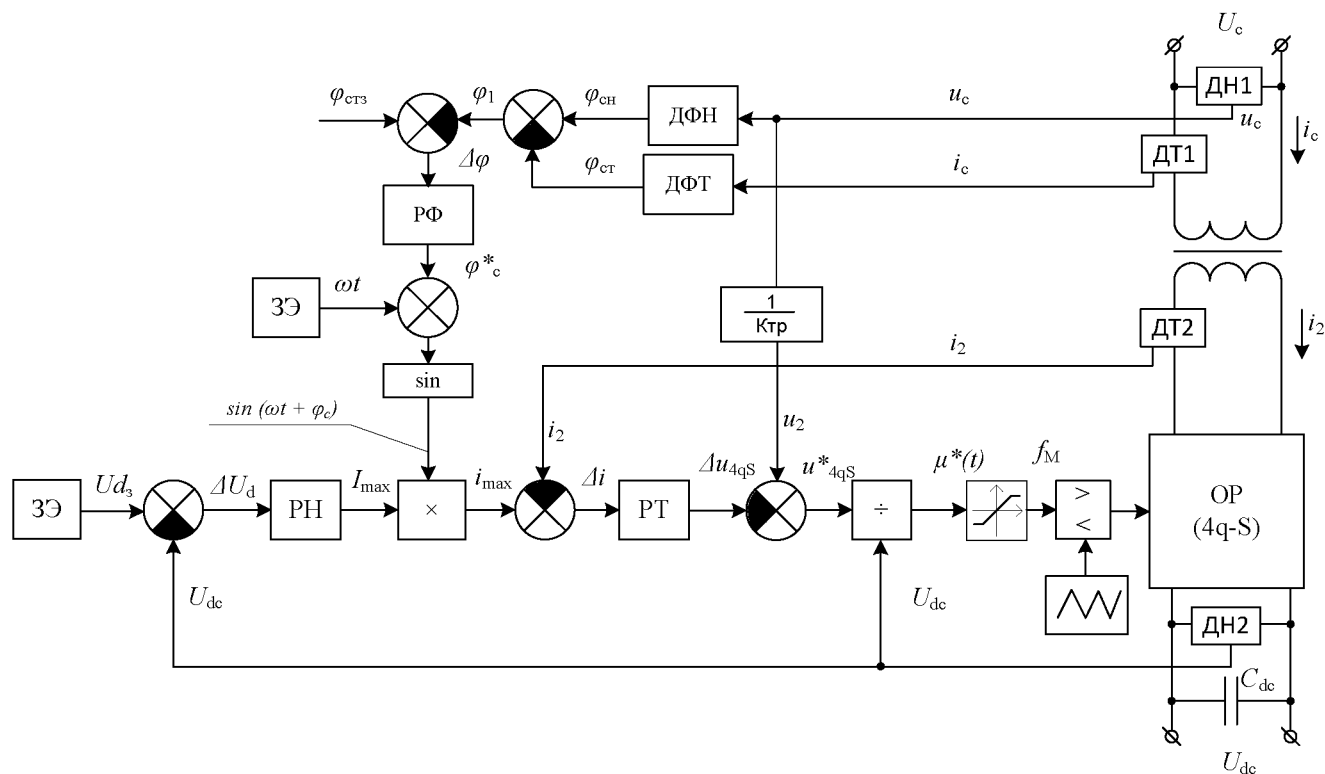 U_c
ДН1
φ_стз
φ_1
φ_сн
ДФН
u_c
u_c
i_c
Δφ
φ_ст
ДФТ
i_c
ДТ1
РФ
φ*_c
ЗЭ
ωt
1
Ктр
ДТ2
i_2
i_2
sin
sin (ωt + φ_c)
i_2
u_2
ЗЭ
Ud_з
ΔU_d
РН
I_max
×
i_max
Δi
РТ
Δu_4qS
u*_4qS
÷
μ*(t)
f_M
>
<
ОР
(4q-S)
U_dc
U_dc
ДН2
C_dc
U_dc